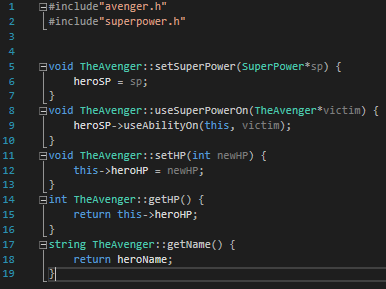 1 #include"avenger.h"
2 #include"superpower.h"
3
4
5 void TheAvenger::setSuperPower(SuperPower*sp) {
6 heroSP = sp;
7 }
8 void TheAvenger::useSuperPowerOn(TheAvenger*victim) {
9 heroSP->useAbilityOn(this, victim);
10 }
11 void TheAvenger::setHP(int newHP) {
12 this->heroHP = newHP;
13 }
14 int TheAvenger::getHP() {
15 return this->heroHP;
16 }
17 string TheAvenger::getName() {
18 return heroName;
19 }